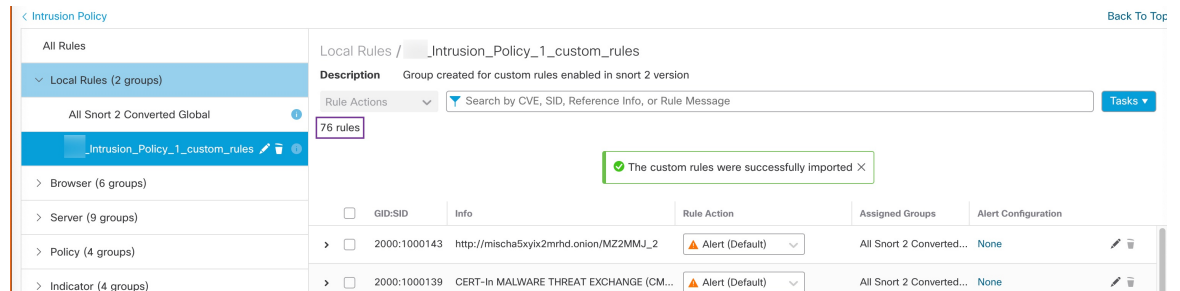 Intrusion Policy
Back To Top
All Rules
Local Rules (2 groups)
All Snort 2 Converted Global
_Intrusion_Policy_1_custom_rules
Browser (6 groups)
Server (9 groups)
Policy (4 groups)
Indicator (4 groups)
Local Rules / _Intrusion_Policy_1_custom_rules
Description Group created for custom rules enabled in snort 2 version
Rule Actions Search by CVE, SID, Reference Info, or Rule Message Tasks
76 rules
The custom rules were successfully imported
GID:SID Info Rule Action Assigned Groups Alert Configuration
2000:1000143 http://mischa5xyix2mrhd.onion/MZ2MMJ_2 Alert (Default) All Snort 2 Converted... None
2000:1000139 CERT-In MALWARE THREAT EXCHANGE (CM... Alert (Default) All Snort 2 Converted... None